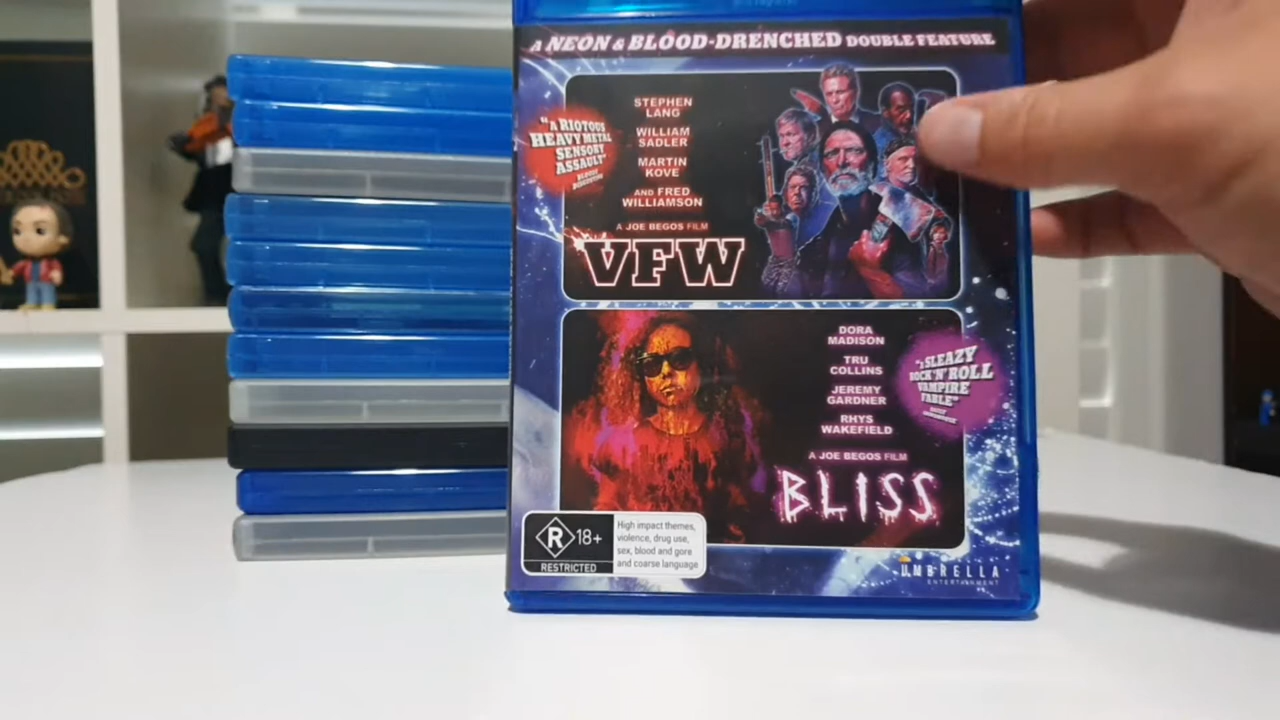 A NEON & BLOOD-DRENCHED DOUBLE FEATURE
"A RIOTOUS
HEAVY METAL
SENSORY
ASSAULT"
STEPHEN
LANG
WILLIAM
SADLER
MARTIN
KOVE
AND FRED
WILLIAMSON
A JOE BEGOS FILM
VFW
DORA
MADISON
TRU
COLLINS
JEREMY
GARDNER
RHYS
WAKEFIELD
"A SLEAZY
ROCK'N'ROLL
VAMPIRE
FABLE"
A JOE BEGOS FILM
BLISS
R 18+
RESTRICTED
High impact themes,
violence, drug use,
sex, blood and gore
and coarse language
UMBRELLA
ENTERTAINMENT